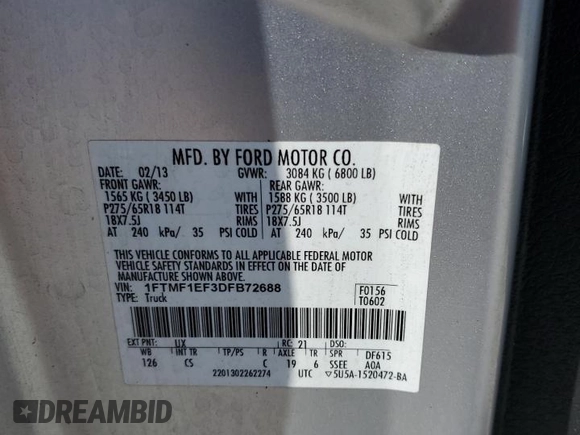 MFD. BY FORD MOTOR CO.
DATE: 02/13 GVWR: 3084 KG ( 6800 LB)
FRONT GAWR: REAR GAWR:
1565 KG ( 3450 LB) WITH 1588 KG ( 3500 LB) WITH
P275/65R18 114T TIRES P275/65R18 114T TIRES
18X7.5J RIMS 18X7.5J RIMS
AT 240 kPa/ 35 PSI COLD AT 240 kPa/ 35 PSI COLD
THIS VEHICLE CONFORMS TO ALL APPLICABLE FEDERAL MOTOR
VEHICLE SAFETY STANDARDS IN EFFECT ON THE DATE OF
MANUFACTURE SHOWN ABOVE.
VIN: 1FTMF1EF3DFB72688 F0156
TYPE: Truck T0602
EXT PNT: UX RC: 21 DSO:
WB INT TR TP/PS R AXLE TR SPR DF615
126 CS C 19 6 SSEE AOA
2201302262274 UTC ▽5U5A-1520472-BA
© DREAMBID